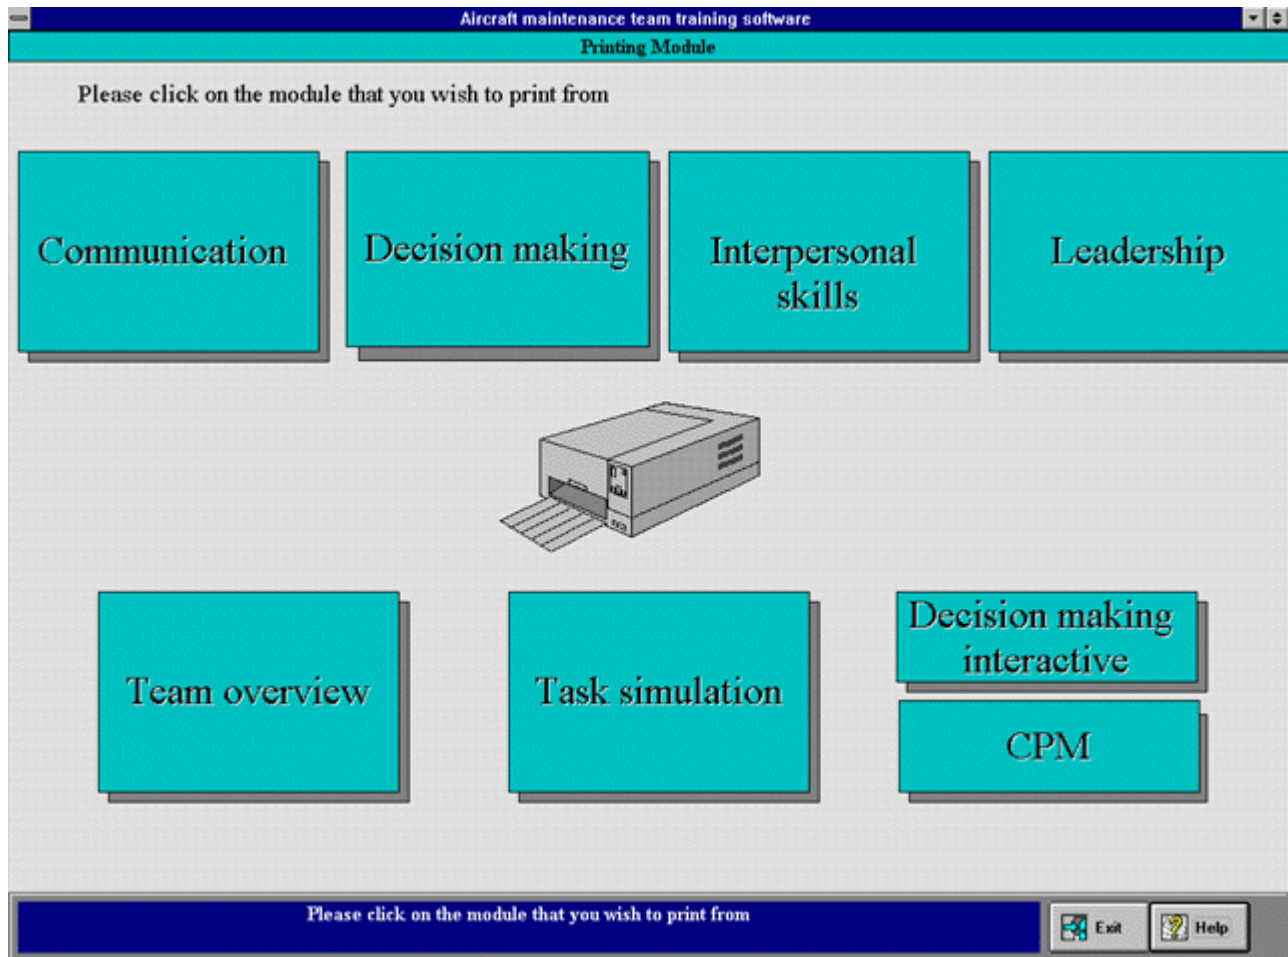 Aircraft maintenance team training software
Printing Module
Please click on the module that you wish to print from
Communication
Decision making
Interpersonal
skills
Leadership
Team overview
Task simulation
Decision making
interactive
CPM
Please click on the module that you wish to print from
Exit
Help